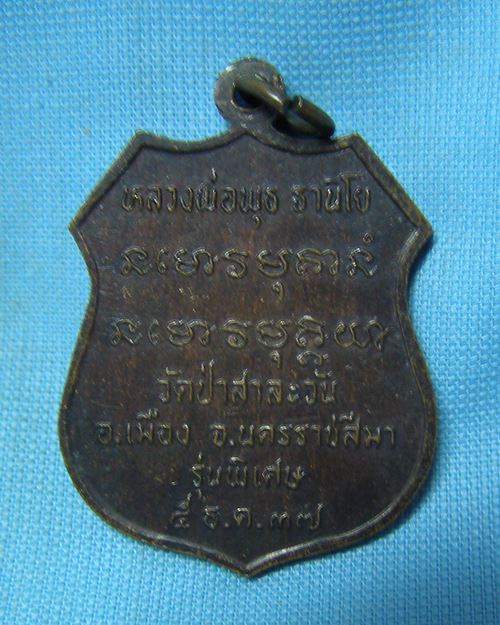 หลวงพ่อพุธ ธานิโย
วัดป่าสาละวัน
อ.เมือง จ.นครราชสีมา
รุ่นพิเศษ
๕ ธ.ค.๓๗